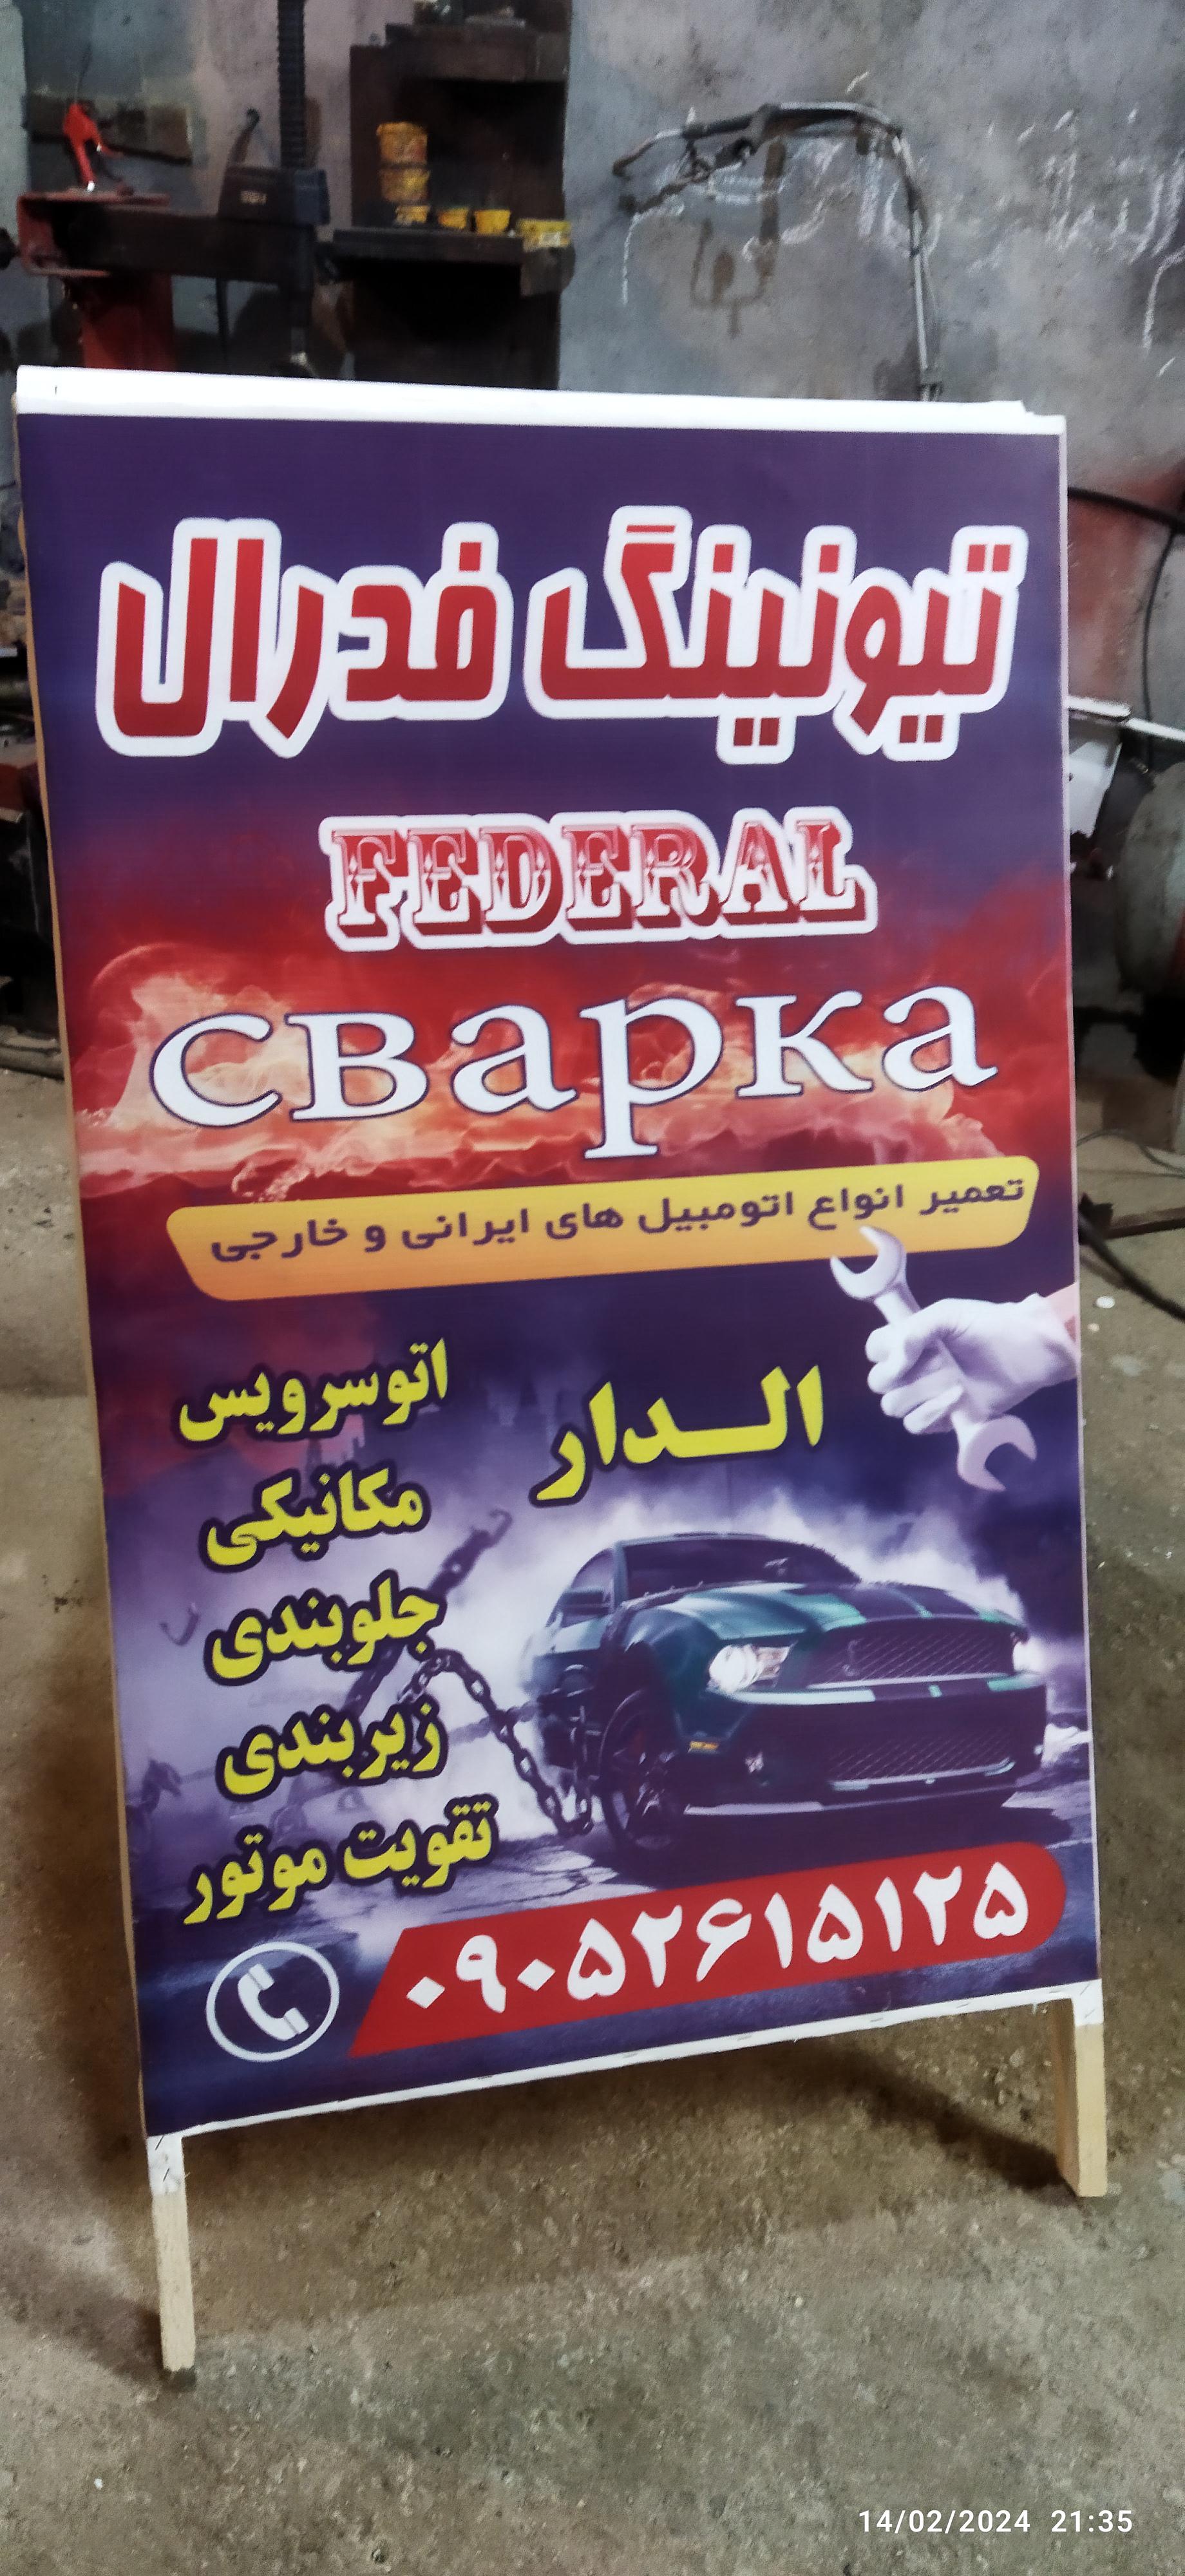 تیونینگ فدرال
FEDERAL
сварка
تعمیر انواع اتومبیل های ایرانی و خارجی
الـدار
اتوسرویس
مکانیکی
جلوبندی
زیربندی
تقویت موتور
۰۹۰۵۲۶۱۵۱۲۵
14/02/2024 21:35